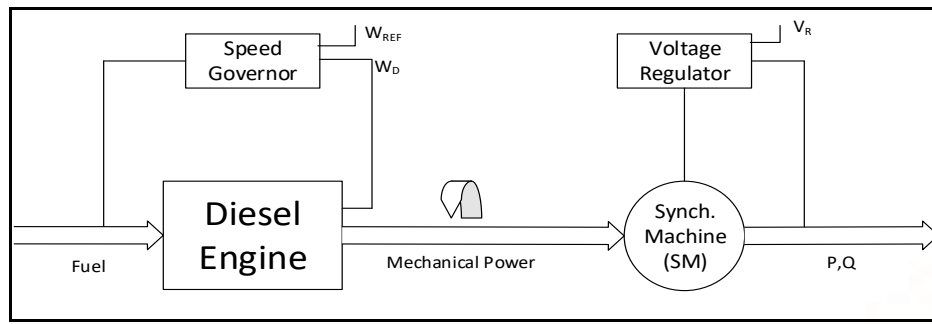 Speed
Governor
W_REF
W_D
Voltage
Regulator
V_R
Diesel
Engine
Synch.
Machine
(SM)
Fuel
Mechanical Power
P,Q